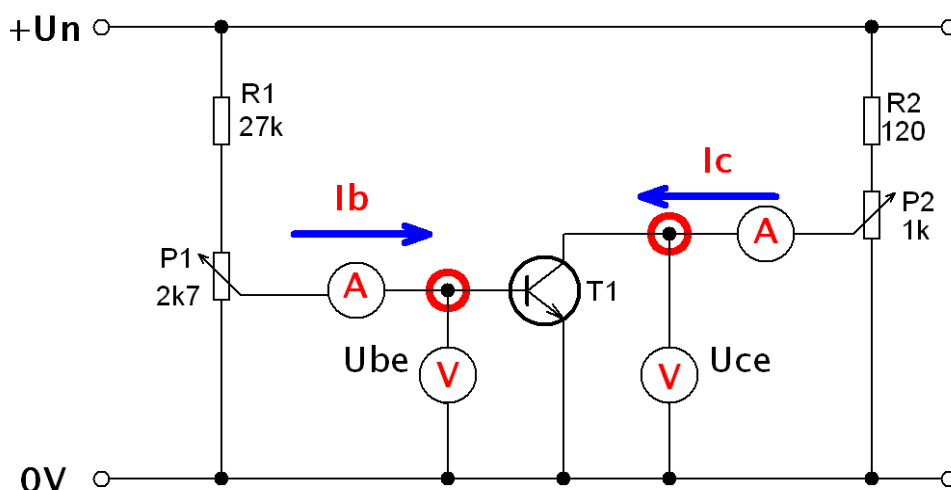 +Un
R1
27k
R2
120
Ic
Ib
P2
1k
A
P1
2k7
A
T1
Ube
V
Uce
V
0V